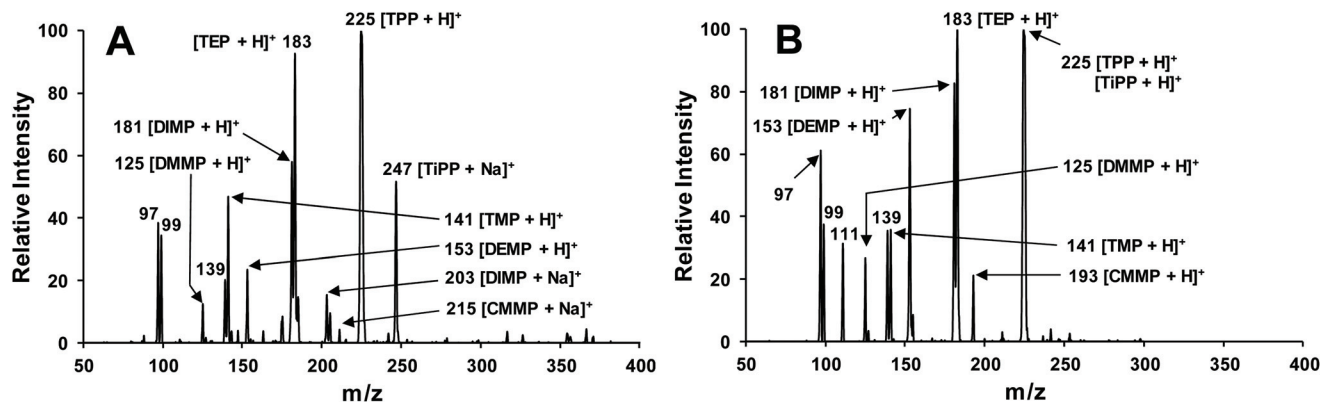 A
225 [TPP + H]⁺
[TEP + H]⁺ 183
181 [DIMP + H]⁺
125 [DMMP + H]⁺
247 [TiPP + Na]⁺
97
99
139
141 [TMP + H]⁺
153 [DEMP + H]⁺
203 [DIMP + Na]⁺
215 [CMMP + Na]⁺
Relative Intensity
100
80
60
40
20
0
50 100 150 200 250 300 350 400
m/z
B
183 [TEP + H]⁺
225 [TPP + H]⁺
[TiPP + H]⁺
181 [DIMP + H]⁺
153 [DEMP + H]⁺
125 [DMMP + H]⁺
97
99
111
139
141 [TMP + H]⁺
193 [CMMP + H]⁺
Relative Intensity
100
80
60
40
20
0
50 100 150 200 250 300 350 400
m/z